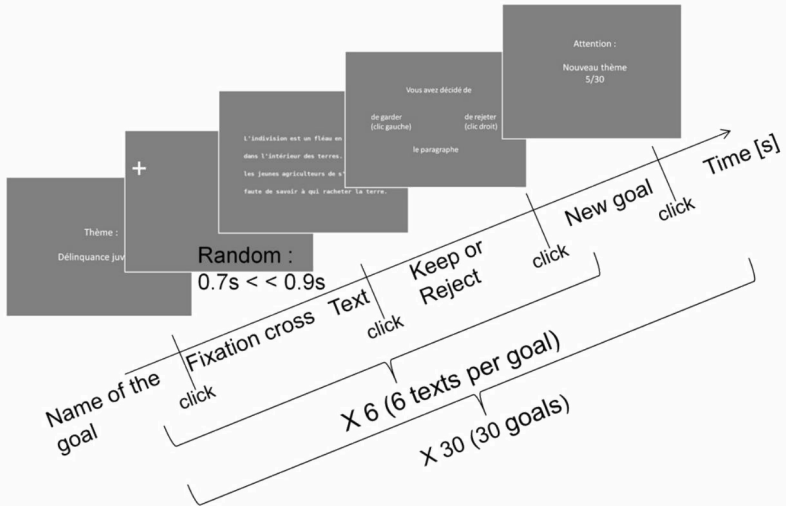 Attention :
Nouveau thème
5/30
Vous avez décidé de
de garder
(clic gauche)
de rejeter
(clic droit)
le paragraphe
L'indivision est un fléau en
dans l'intérieur des terres.
les jeunes agriculteurs de s'
faute de savoir à qui racheter la terre.
+
Thème :
Délinquance juv
Random :
0.7s < < 0.9s
Name of the
goal
click
Fixation cross
Text
click
Keep or
Reject
click
New goal
click
Time [s]
X 6 (6 texts per goal)
X 30 (30 goals)